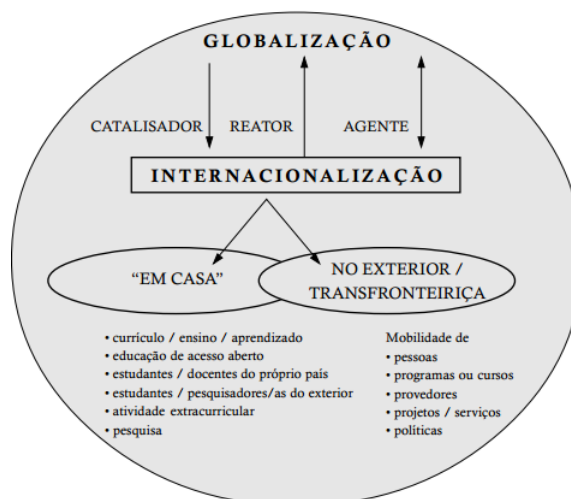 GLOBALIZAÇÃO
CATALISADOR REATOR AGENTE
INTERNACIONALIZAÇÃO
“EM CASA”
NO EXTERIOR /
TRANSFRONTEIRIÇA
• currículo / ensino / aprendizado
• educação de acesso aberto
• estudantes / docentes do próprio país
• estudantes / pesquisadores/as do exterior
• atividade extracurricular
• pesquisa
Mobilidade de
• pessoas
• programas ou cursos
• provedores
• projetos / serviços
• políticas